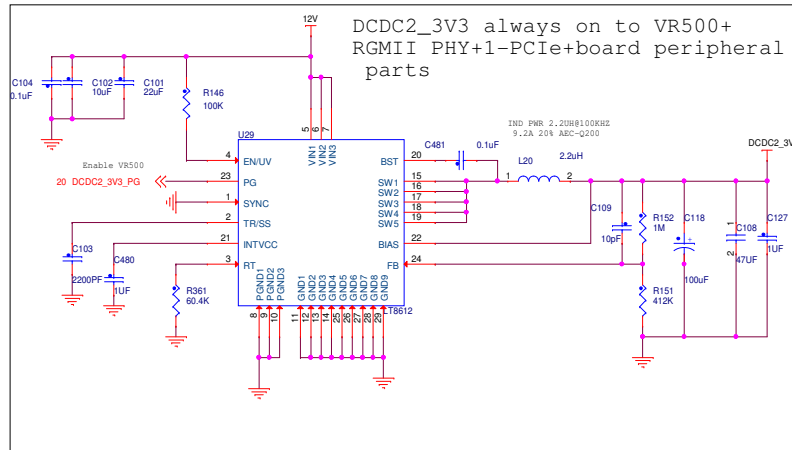 DCDC2_3V3 always on to VR500+
RGMII PHY+1-PCIe+board peripheral
parts
12V
C104
0.1uF
C102
10uF
C101
22uF
R146
100K
IND PWR 2.2UH@100KHZ
9.2A 20% AEC-Q200
U29
5
6
7
VIN1
VIN2
VIN3
C481
0.1uF
L20
2.2uH
1
2
DCDC2_3V
Enable VR500
20 DCDC2_3V3_PG
4
EN/UV
23
PG
1
SYNC
2
TR/SS
21
INTVCC
3
RT
BST
20
SW1
15
SW2
16
SW3
17
SW4
18
SW5
19
BIAS
22
FB
24
C103
2200PF
C480
1UF
R361
60.4K
PGND1
PGND2
PGND3
GND1
GND2
GND3
GND4
GND5
GND6
GND7
GND8
GND9
8
9
10
11
12
13
14
25
26
27
28
29
LT8612
C109
10pF
R152
1M
R151
412K
C118
+
100uF
1
C108
47UF
2
C127
1UF